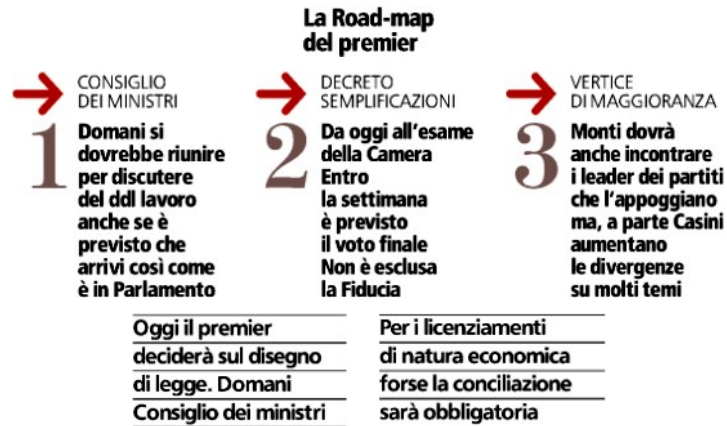 La Road-map
del premier
CONSIGLIO
DEI MINISTRI
1
Domani si
dovrebbe riunire
per discutere
del ddl lavoro
anche se è
previsto che
arrivi così come
è in Parlamento
DECRETO
SEMPLIFICAZIONI
2
Da oggi all'esame
della Camera
Entro
la settimana
è previsto
il voto finale
Non è esclusa
la Fiducia
VERTICE
DI MAGGIORANZA
3
Monti dovrà
anche incontrare
i leader dei partiti
che l'appoggiano
ma, a parte Casini
aumentano
le divergenze
su molti temi
Oggi il premier
deciderà sul disegno
di legge. Domani
Consiglio dei ministri
Per i licenziamenti
di natura economica
forse la conciliazione
sarà obbligatoria